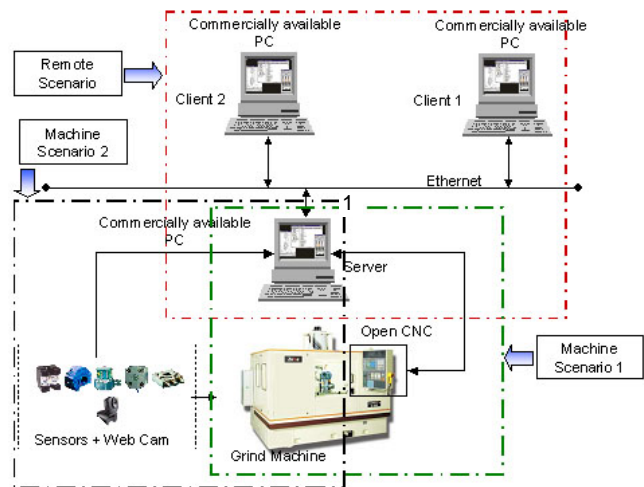 Commercially available
PC
Commercially available
PC
Remote
Scenario
Client 2
Client 1
Machine
Scenario 2
Ethernet
1
Commercially available
PC
Server
Open CNC
Machine
Scenario 1
Sensors + Web Cam
Grind Machine